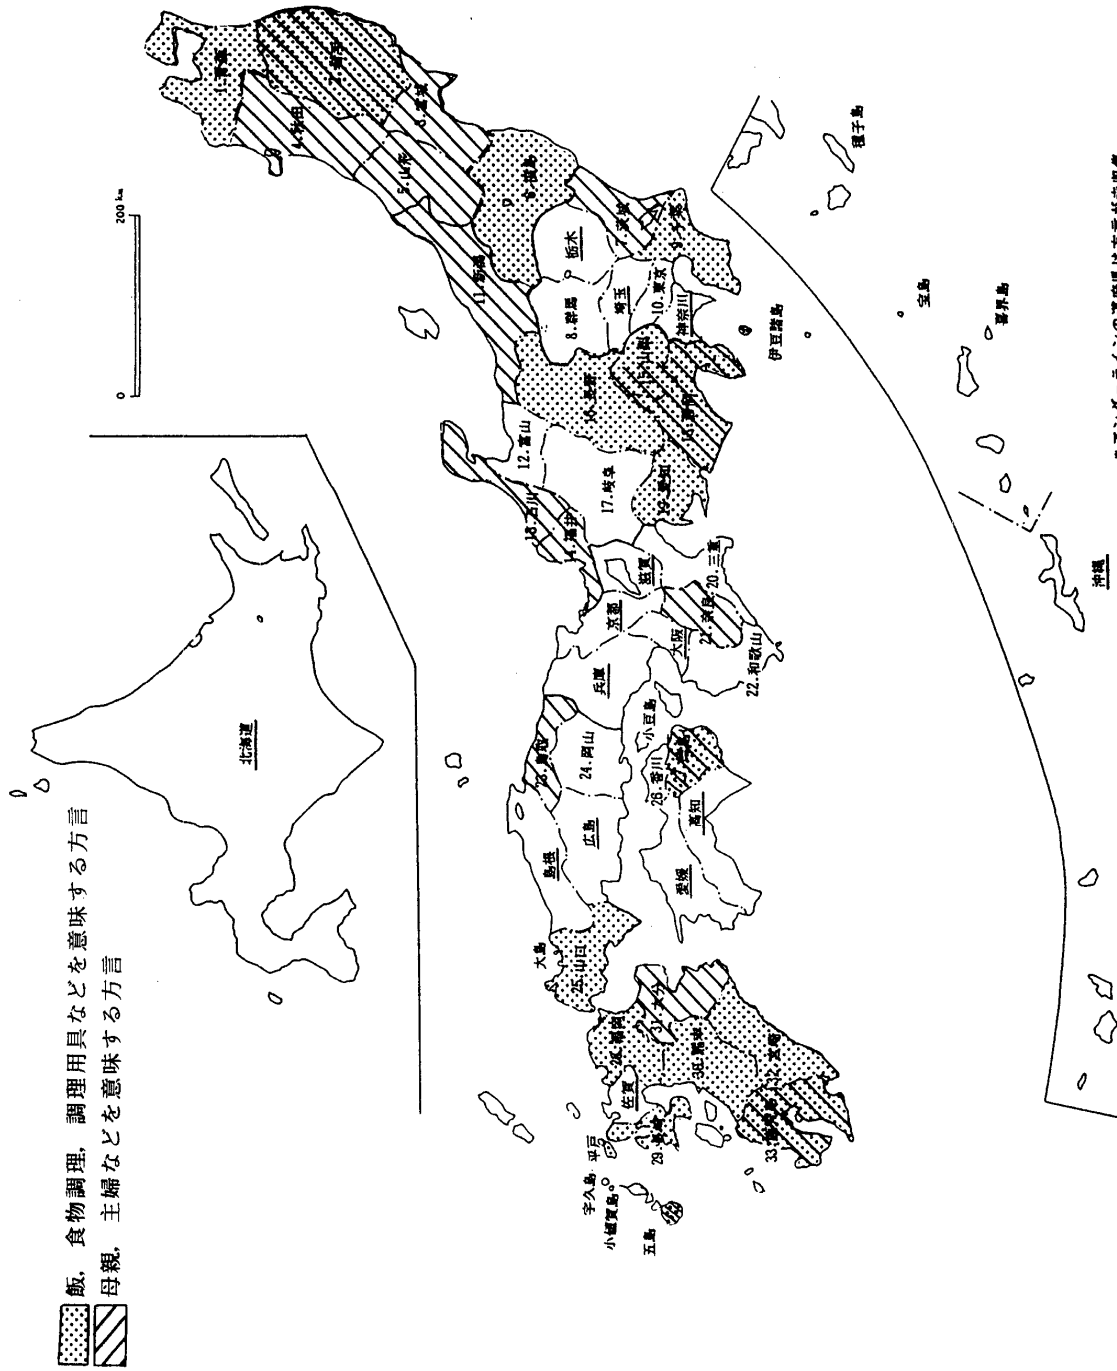 飯, 食物調理, 調理用具などを意味する方言
母親, 主婦などを意味する方言
北海道
0
200 km
1.青森
2.岩手
3.宮城
4.秋田
5.山形
6.福島
7.茨城
栃木
8.群馬
埼玉
9.千葉
10.東京
神奈川
11.新潟
12.富山
13.石川
14.福井
15.山梨
16.長野
17.岐阜
18.静岡
19.愛知
滋賀
20.三重
京都
21.奈良
大阪
22.和歌山
兵庫
23.鳥取
24.岡山
小豆島
島根
広島
大島
25.山口
26.香川
27.徳島
高知
愛媛
28.福岡
佐賀
29.長崎
30.熊本
31.大分
32.宮崎
33.鹿児島
平戸
宇久島
小値賀島
五島
伊豆諸島
種子島
宝島
喜界島
沖縄